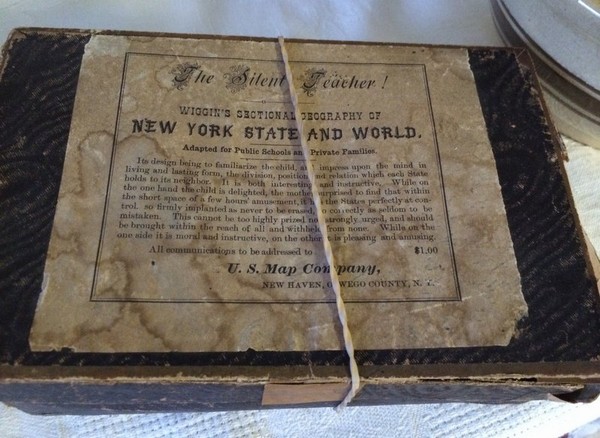 The Silent Teacher!
WIGGIN'S SECTIONAL GEOGRAPHY OF
NEW YORK STATE AND WORLD.
Adapted for Public Schools and Private Families.
Its design being to familiarize the child, and impress upon the mind in
living and lasting form, the division, position and relation which each State
holds to its neighbor. It is both interesting and instructive. While on
the one hand the child is delighted, the mother surprised to find that within
the short space of a few hours' amusement, it has the States perfectly at con-
trol, so firmly implanted as never to be erased, so correctly as seldom to be
mistaken. This cannot be too highly prized nor strongly urged, and should
be brought within the reach of all and withheld from none. While on the
one side it is moral and instructive, on the other it is pleasing and amusing.
All communications to be addressed to $1.00
U. S. Map Company,
NEW HAVEN, OSWEGO COUNTY, N. Y.